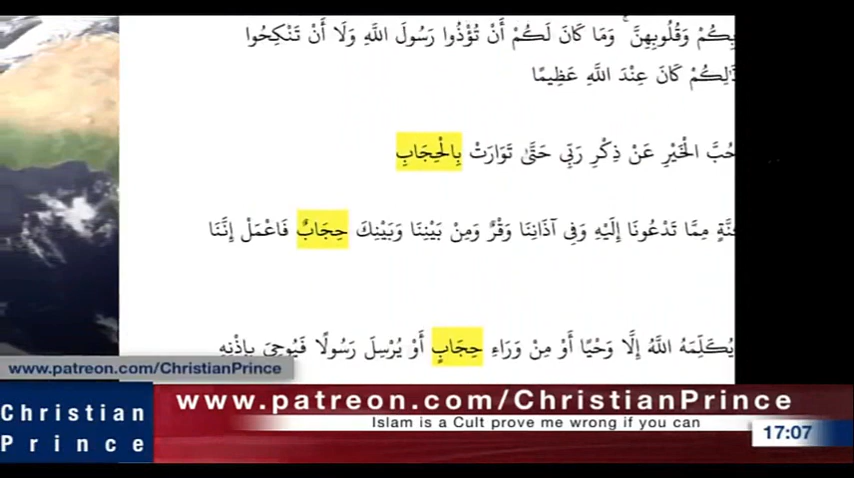 وَقُلُوبِهِنَّ ۚ وَمَا كَانَ لَكُمْ أَنْ تُؤْذُوا رَسُولَ اللَّهِ وَلَا أَنْ تَنْكِحُوا
كَانَ عِنْدَ اللَّهِ عَظِيمًا
حُبَّ الْخَيْرِ عَنْ ذِكْرِ رَبِّي حَتَّىٰ تَوَارَتْ بِالْحِجَابِ
مِمَّا تَدْعُونَا إِلَيْهِ وَفِي آذَانِنَا وَقْرٌ وَمِنْ بَيْنِنَا وَبَيْنِكَ حِجَابٌ فَاعْمَلْ إِنَّنَا
يُكَلِّمَهُ اللَّهُ إِلَّا وَحْيًا أَوْ مِنْ وَرَاءِ حِجَابٍ أَوْ يُرْسِلَ رَسُولًا فَيُوحِيَ بِإِذْنِهِ
www.patreon.com/ChristianPrince
Christian
Prince
www.patreon.com/ChristianPrince
Islam is a Cult prove me wrong if you can
17:07